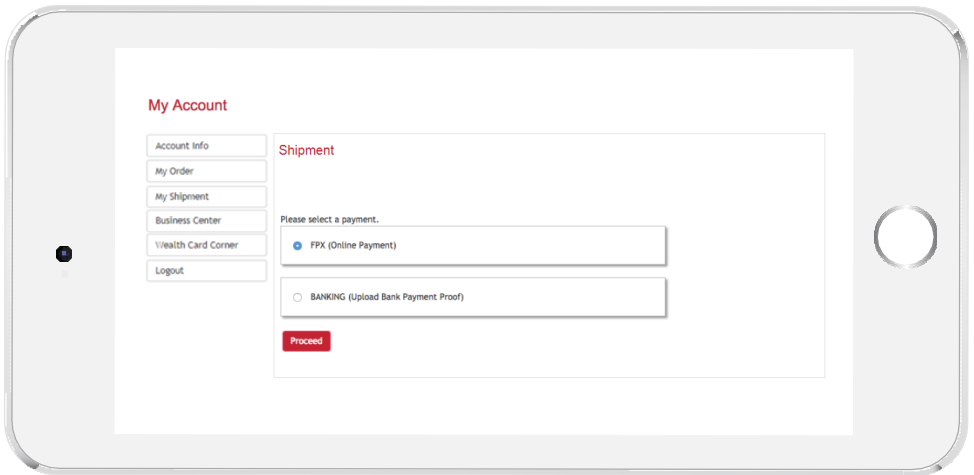 My Account
Account Info
My Order
My Shipment
Business Center
Wealth Card Corner
Logout
Shipment
Please select a payment.
FPX (Online Payment)
BANKING (Upload Bank Payment Proof)
Proceed